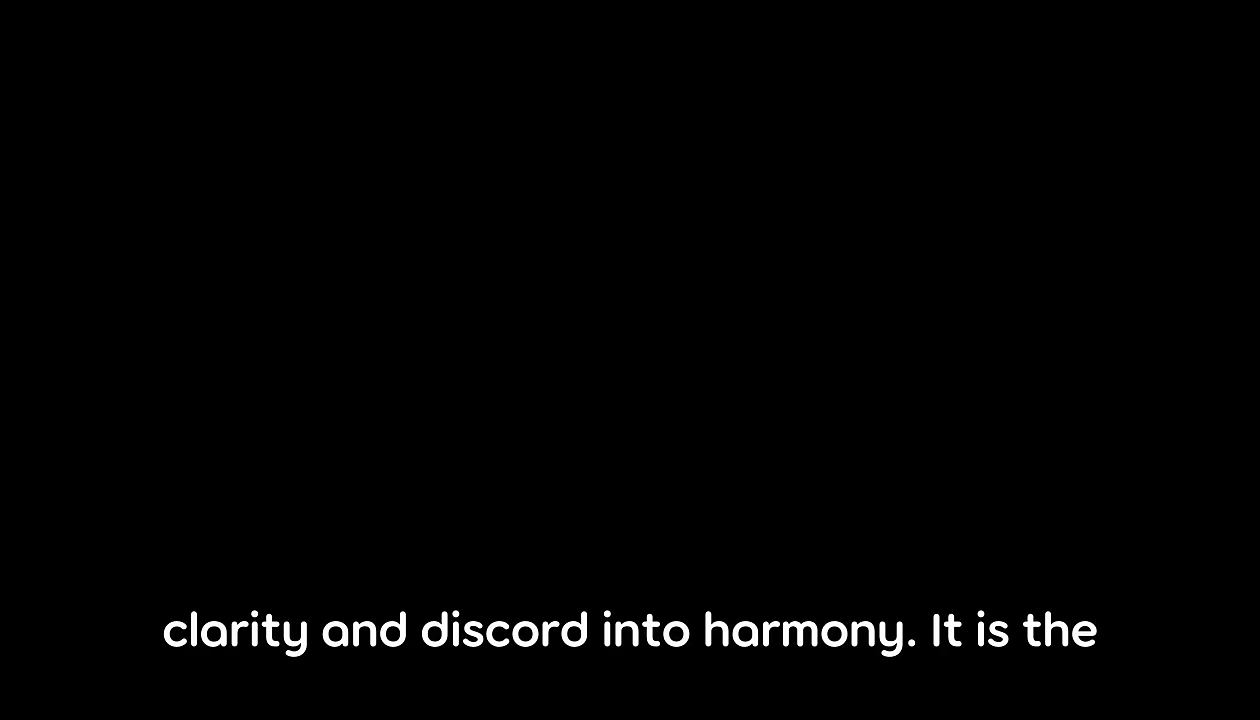 clarity and discord into harmony. It is the